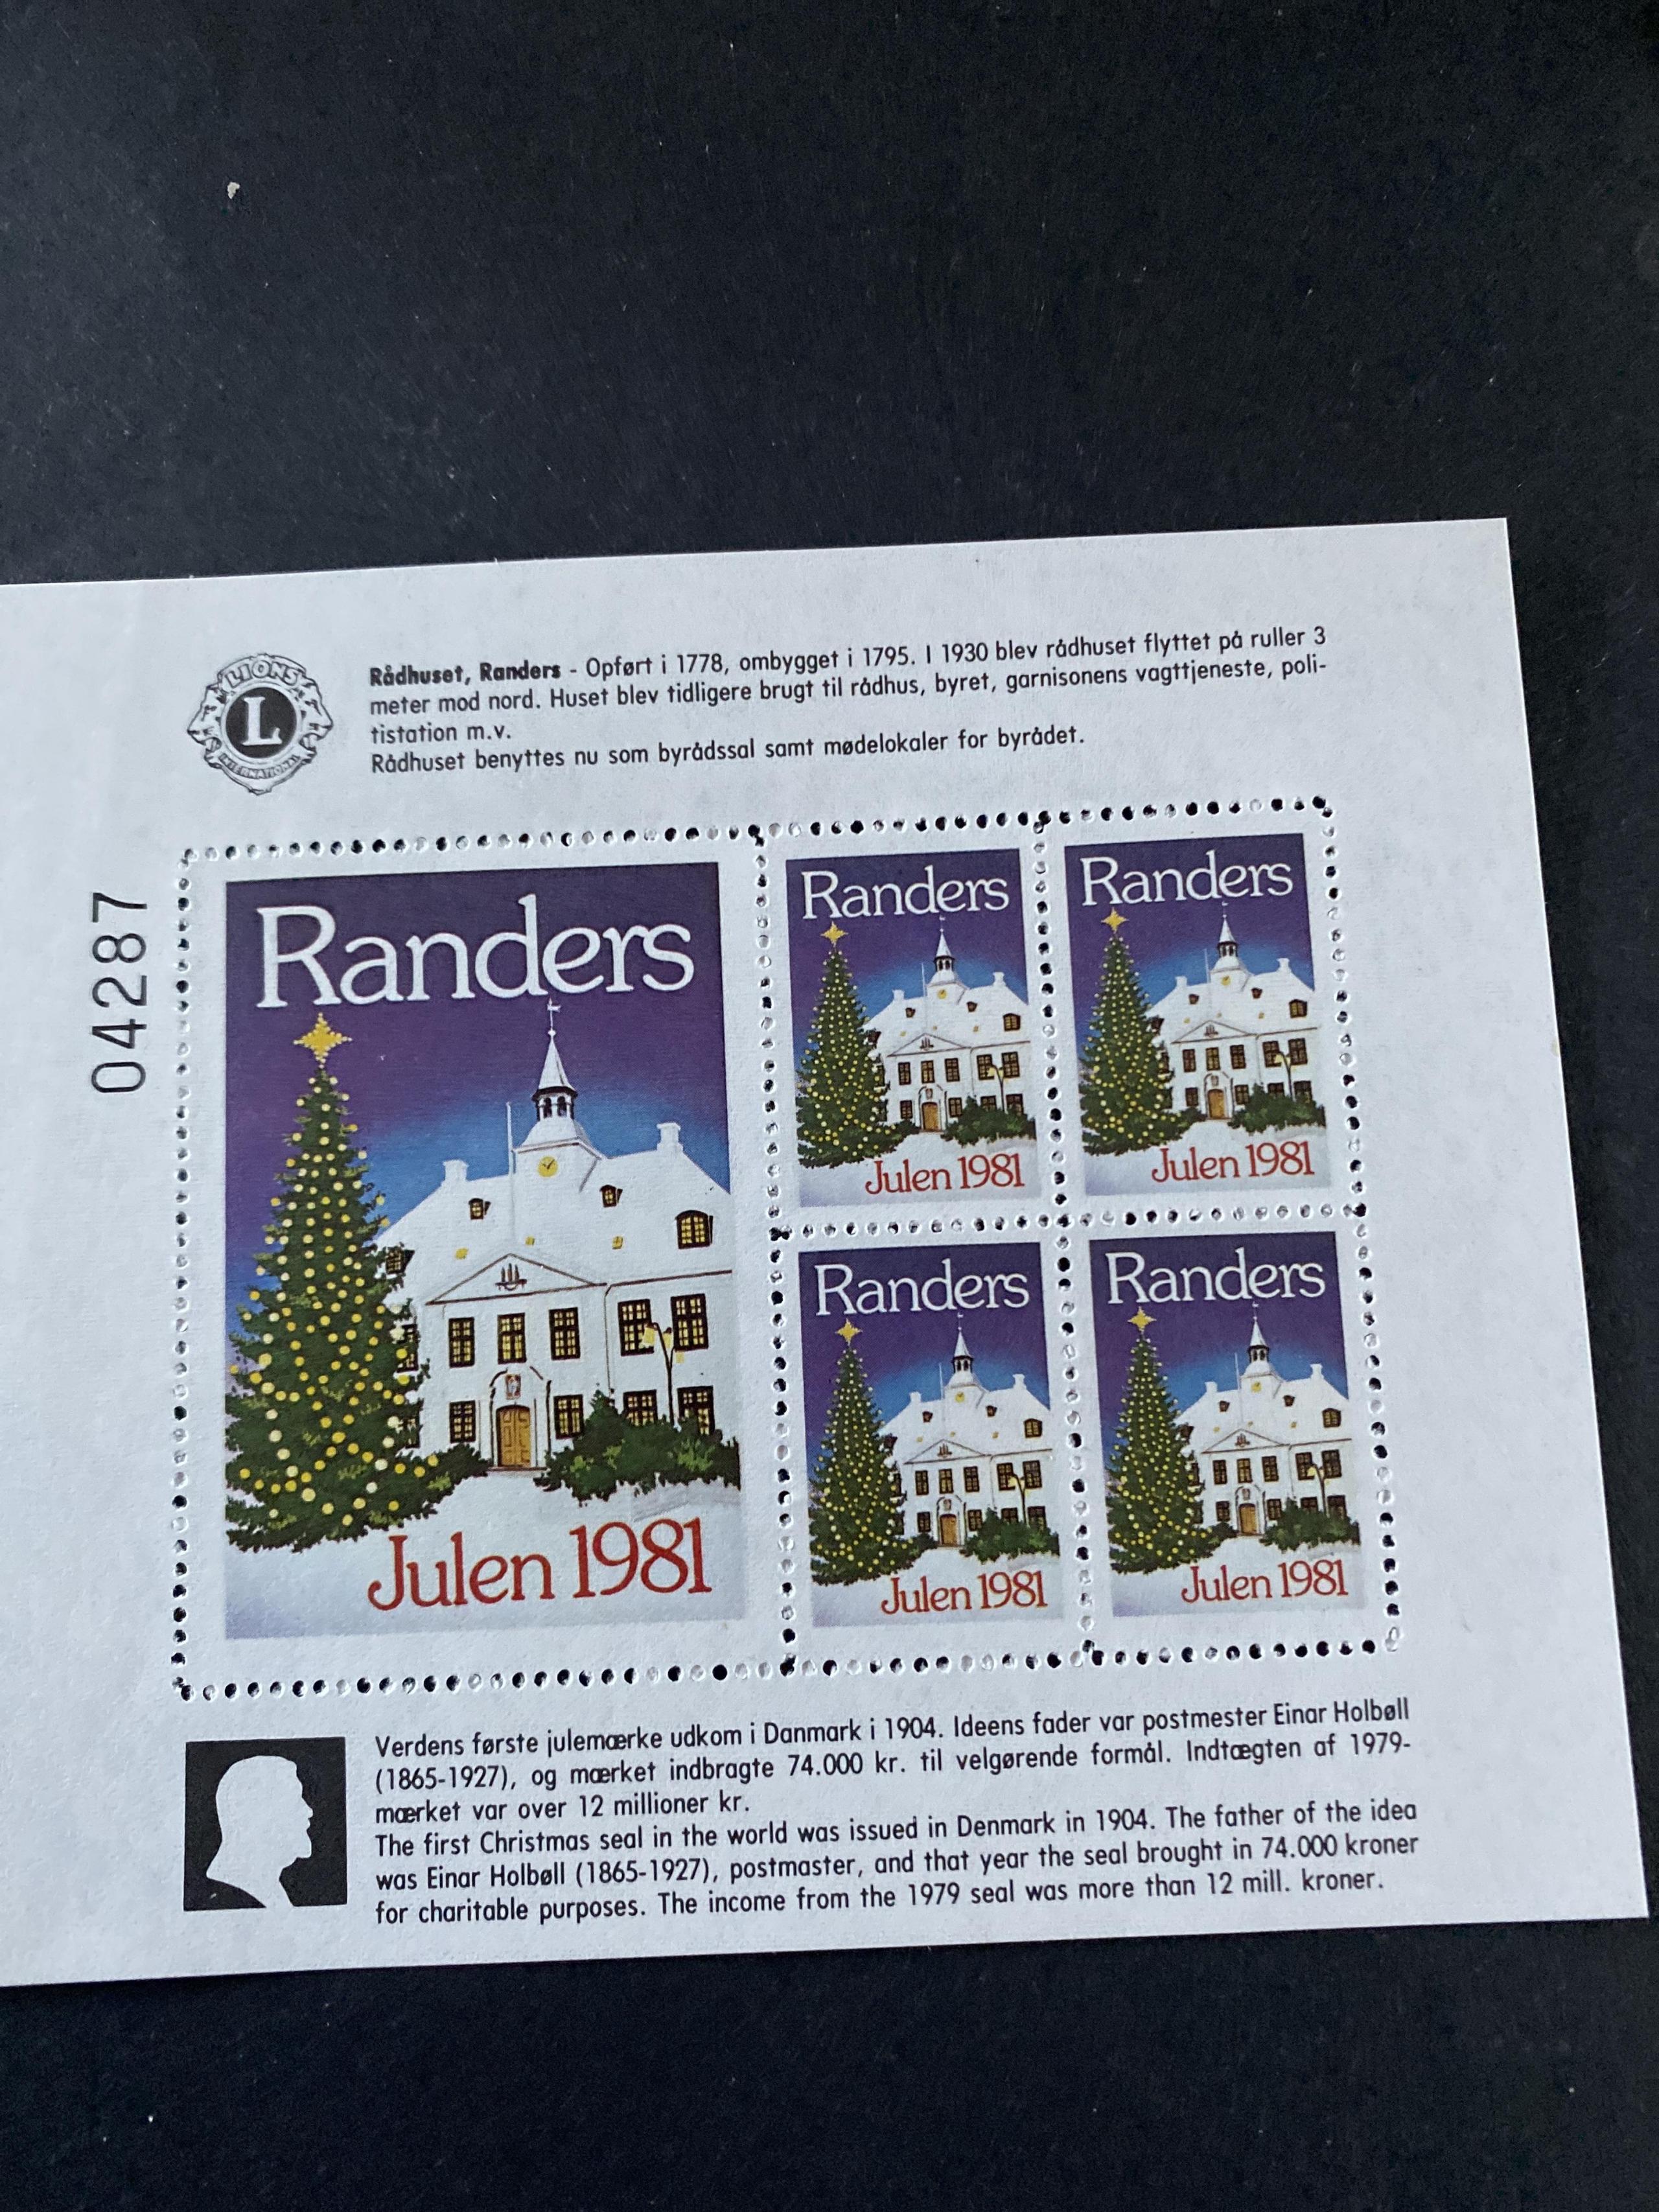 LIONS
L
INTERNATIONAL
Rådhuset, Randers - Opført i 1778, ombygget i 1795. I 1930 blev rådhuset flyttet på ruller 3
meter mod nord. Huset blev tidligere brugt til rådhus, byret, garnisonens vagttjeneste, poli-
tistation m.v.
Rådhuset benyttes nu som byrådssal samt mødelokaler for byrådet.
04287
Randers
Julen 1981
Randers
Julen 1981
Randers
Julen 1981
Randers
Julen 1981
Randers
Julen 1981
Verdens første julemærke udkom i Danmark i 1904. Ideens fader var postmester Einar Holbøll
(1865-1927), og mærket indbragte 74.000 kr. til velgørende formål. Indtægten af 1979-
mærket var over 12 millioner kr.
The first Christmas seal in the world was issued in Denmark in 1904. The father of the idea
was Einar Holbøll (1865-1927), postmaster, and that year the seal brought in 74.000 kroner
for charitable purposes. The income from the 1979 seal was more than 12 mill. kroner.